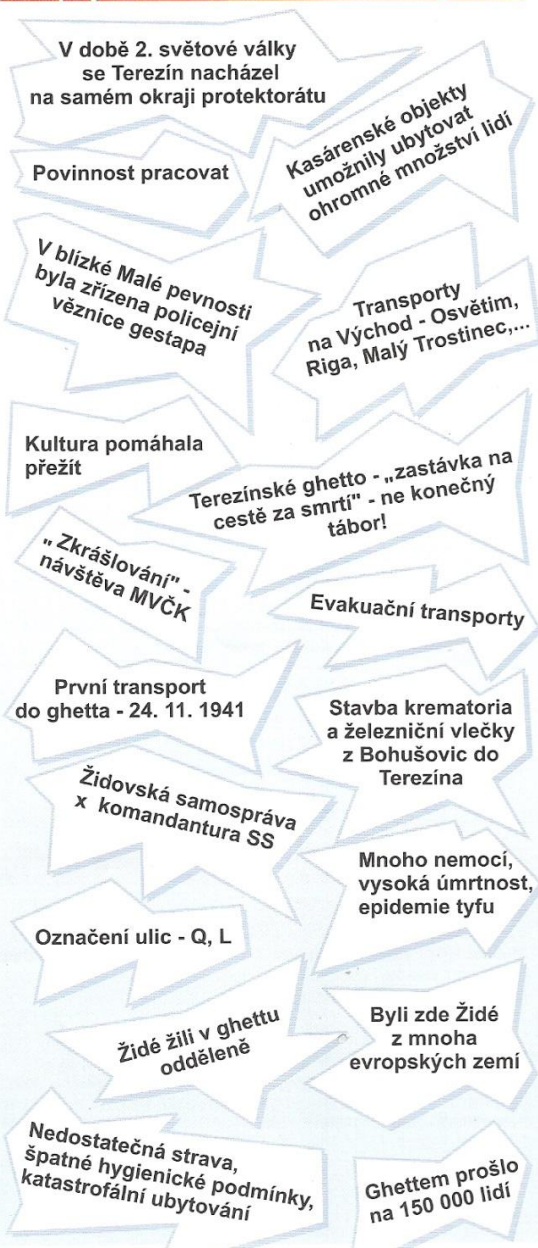 V době 2. světové války
se Terezín nacházel
na samém okraji protektorátu
Kasárenské objekty
umožnily ubytovat
ohromné množství lidí
Povinnost pracovat
V blízké Malé pevnosti
byla zřízena policejní
věznice gestapa
Transporty
na Východ - Osvětim,
Riga, Malý Trostinec,...
Kultura pomáhala
přežít
Terezínské ghetto - „zastávka na
cestě za smrtí" - ne konečný
tábor!
„ Zkrášlování" -
návštěva MVČK
Evakuační transporty
První transport
do ghetta - 24. 11. 1941
Stavba krematoria
a železniční vlečky
z Bohušovic do
Terezína
Židovská samospráva
x komandantura SS
Mnoho nemocí,
vysoká úmrtnost,
epidemie tyfu
Označení ulic - Q, L
Židé žili v ghettu
odděleně
Byli zde Židé
z mnoha
evropských zemí
Nedostatečná strava,
špatné hygienické podmínky,
katastrofální ubytování
Ghettem prošlo
na 150 000 lidí